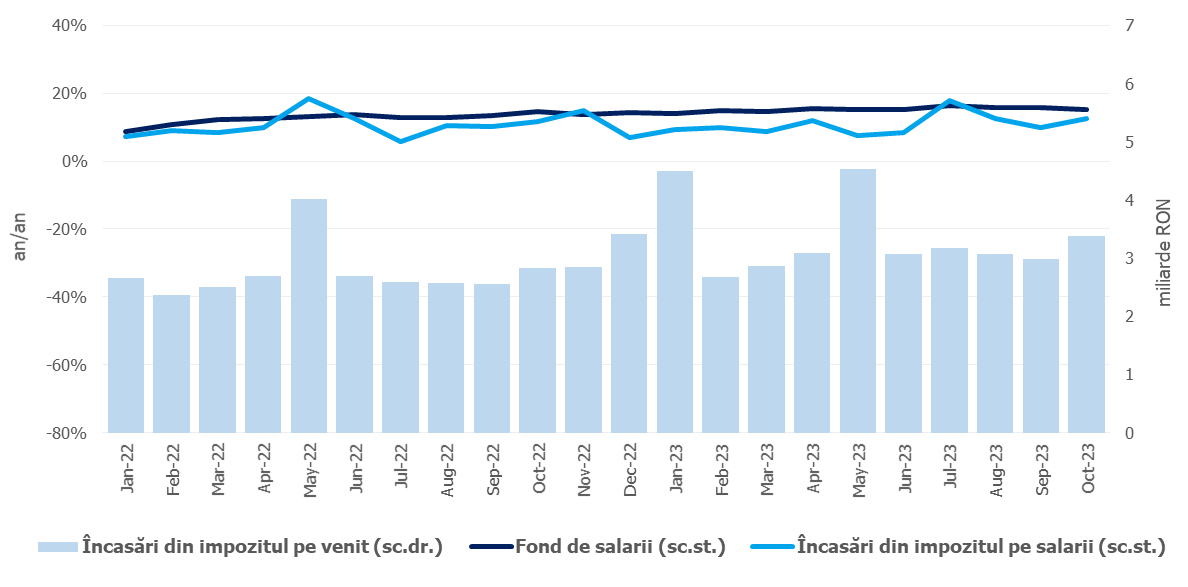 40%
20%
0%
-20%
-40%
-60%
-80%
an/an
7
6
5
4
3
2
1
0
miliarde RON
Jan-22
Feb-22
Mar-22
Apr-22
May-22
Jun-22
Jul-22
Aug-22
Sep-22
Oct-22
Nov-22
Dec-22
Jan-23
Feb-23
Mar-23
Apr-23
May-23
Jun-23
Jul-23
Aug-23
Sep-23
Oct-23
Încasări din impozitul pe venit (sc.dr.) Fond de salarii (sc.st.) Încasări din impozitul pe salarii (sc.st.)